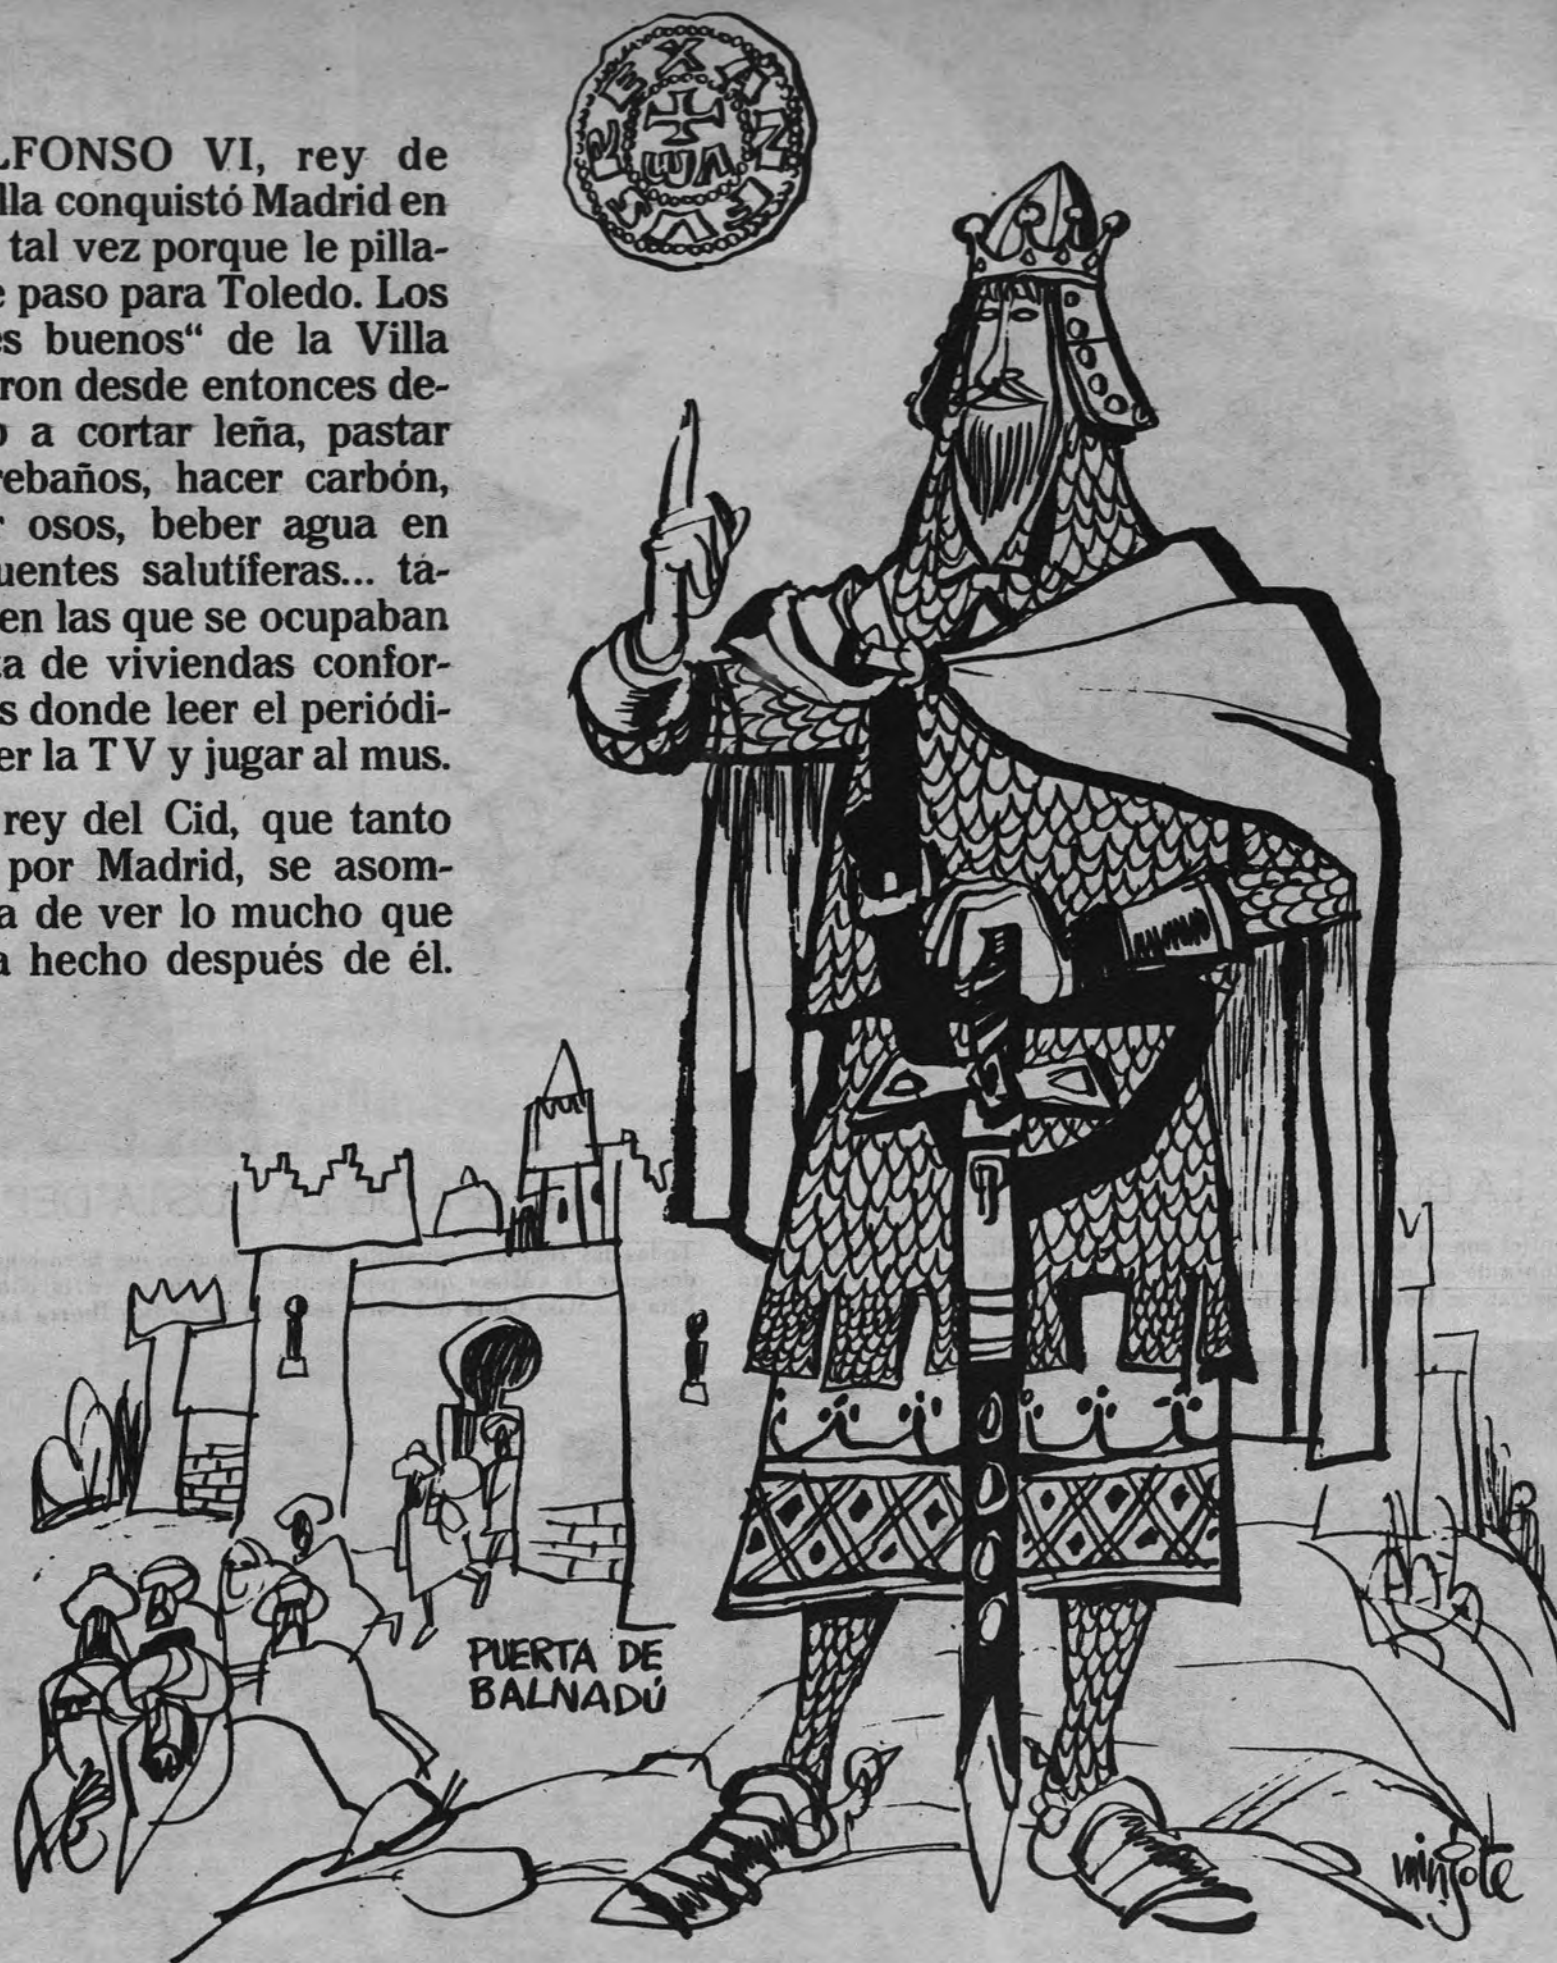 LFONSO VI, rey de
lla conquistó Madrid en
tal vez porque le pilla-
e paso para Toledo. Los
es buenos“ de la Villa
ron desde entonces de-
o a cortar leña, pastar
rebaños, hacer carbón,
r osos, beber agua en
uentes salutíferas... ta-
en las que se ocupaban
ta de viviendas confor-
s donde leer el periódi-
er la TV y jugar al mus.
rey del Cid, que tanto
por Madrid, se asom-
a de ver lo mucho que
a hecho después de él.
PUERTA DE
BALNADÚ
mingote